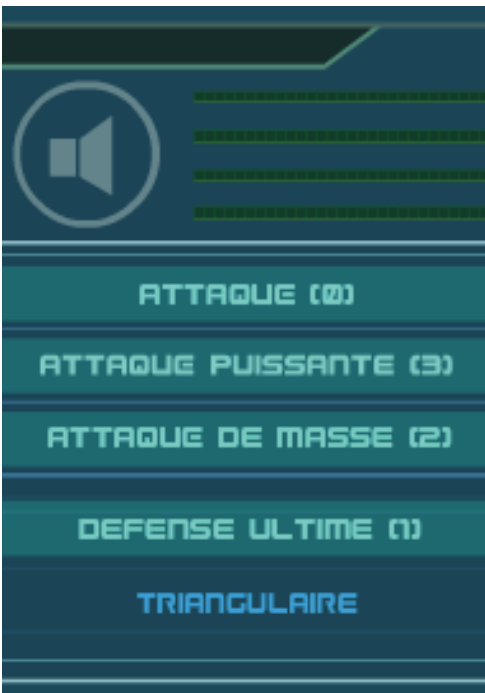 ATTAQUE (0)
ATTAQUE PUISSANTE (3)
ATTAQUE DE MASSE (2)
DEFENSE ULTIME (1)
TRIANGULAIRE